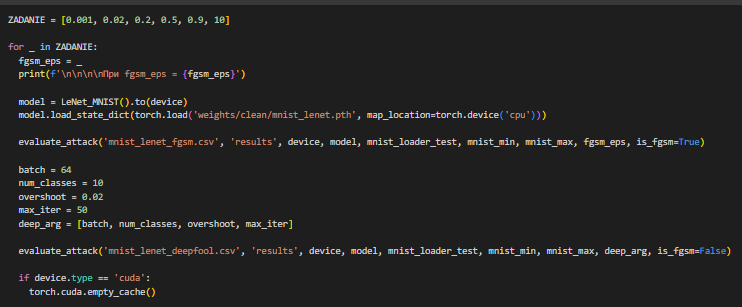 ZADANIE = [0.001, 0.02, 0.2, 0.5, 0.9, 10]
for _ in ZADANIE:
fgsm_eps = _
print(f'\n\n\n\nПри fgsm_eps = {fgsm_eps}')
model = LeNet_MNIST().to(device)
model.load_state_dict(torch.load('weights/clean/mnist_lenet.pth', map_location=torch.device('cpu')))
evaluate_attack('mnist_lenet_fgsm.csv', 'results', device, model, mnist_loader_test, mnist_min, mnist_max, fgsm_eps, is_fgsm=True)
batch = 64
num_classes = 10
overshoot = 0.02
max_iter = 50
deep_arg = [batch, num_classes, overshoot, max_iter]
evaluate_attack('mnist_lenet_deepfool.csv', 'results', device, model, mnist_loader_test, mnist_min, mnist_max, deep_arg, is_fgsm=False)
if device.type == 'cuda':
torch.cuda.empty_cache()